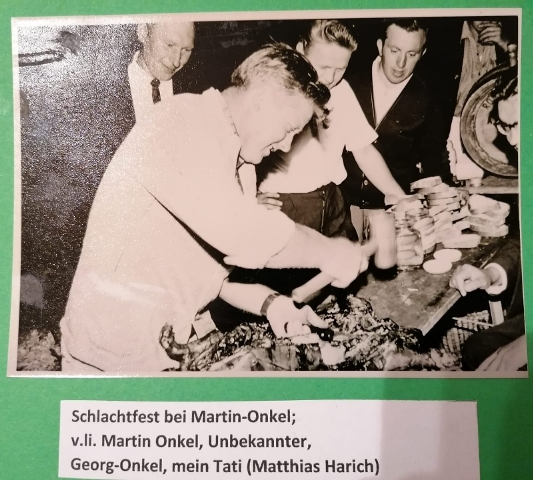 Schlachtfest bei Martin-Onkel;
v.li. Martin Onkel, Unbekannter,
Georg-Onkel, mein Tati (Matthias Harich)